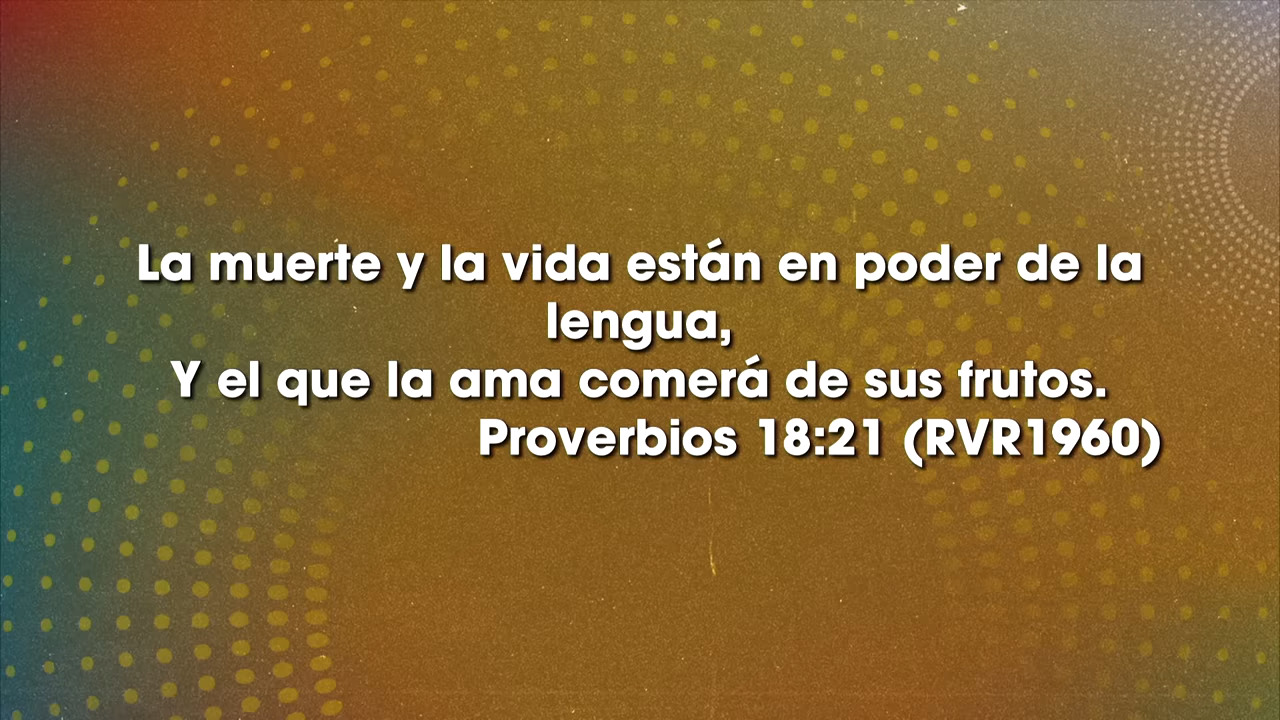 La muerte y la vida están en poder de la
lengua,
Y el que la ama comerá de sus frutos.
Proverbios 18:21 (RVR1960)